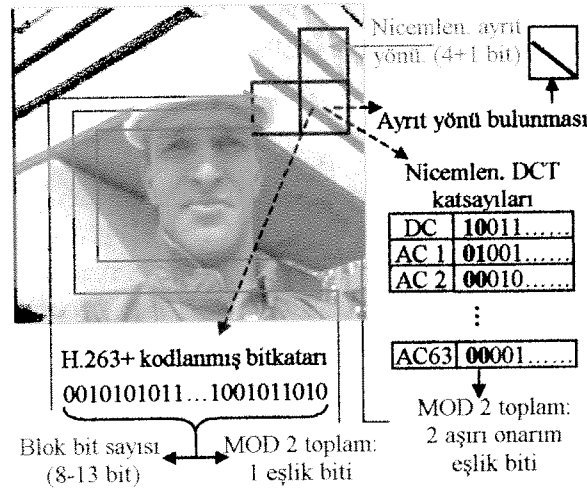 Nicemlen. ayrıt
yönü. (4+1 bit)
Ayrıt yönü bulunması
Nicemlen. DCT
katsayıları
DC 10011......
AC 1 01001......
AC 2 00010......
⋮
AC63 00001......
H.263+ kodlanmış bitkatarı
0010101011...1001011010
Blok bit sayısı
(8-13 bit)
MOD 2 toplam:
1 eşlik biti
MOD 2 toplam:
2 aşırı onarım
eşlik biti